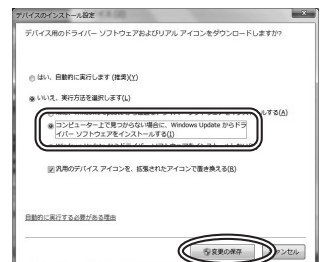 デバイスのインストール設定
デバイス用のドライバー ソフトウェアおよびリアル アイコンをダウンロードしますか?
はい、自動的に実行します (推奨)(Y)
いいえ、実行方法を選択します(L)
ルする(A)
コンピューター上で見つからない場合に、Windows Update からドラ
イバー ソフトウェアをインストールする(I)
汎用のデバイス アイコンを、拡張されたアイコンで置き換える(R)
自動的に実行する必要がある理由
変更の保存
ンセル